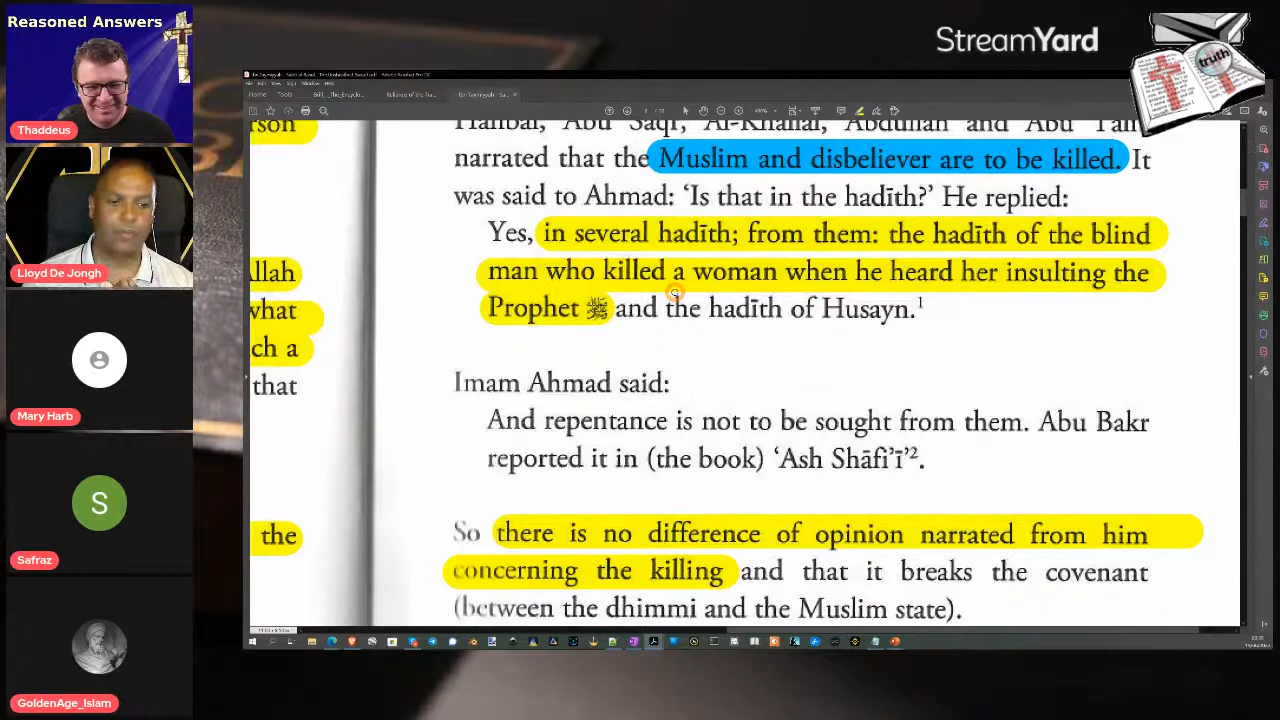 Reasoned Answers
Thaddeus
Lloyd De Jongh
Mary Harb
S
Safraz
GoldenAge_Islam
StreamYard
truth
Home Tools
erson
Allah
what
ch a
that
the
narrated that the Muslim and disbeliever are to be killed. It
was said to Ahmad: ‘Is that in the hadīth?’ He replied:
Yes, in several hadīth; from them: the hadīth of the blind
man who killed a woman when he heard her insulting the
Prophet ﷺ and the hadīth of Husayn.¹
Imam Ahmad said:
And repentance is not to be sought from them. Abu Bakr
reported it in (the book) ‘Ash Shāfi’ī’².
So there is no difference of opinion narrated from him
concerning the killing and that it breaks the covenant
(between the dhimmi and the Muslim state).